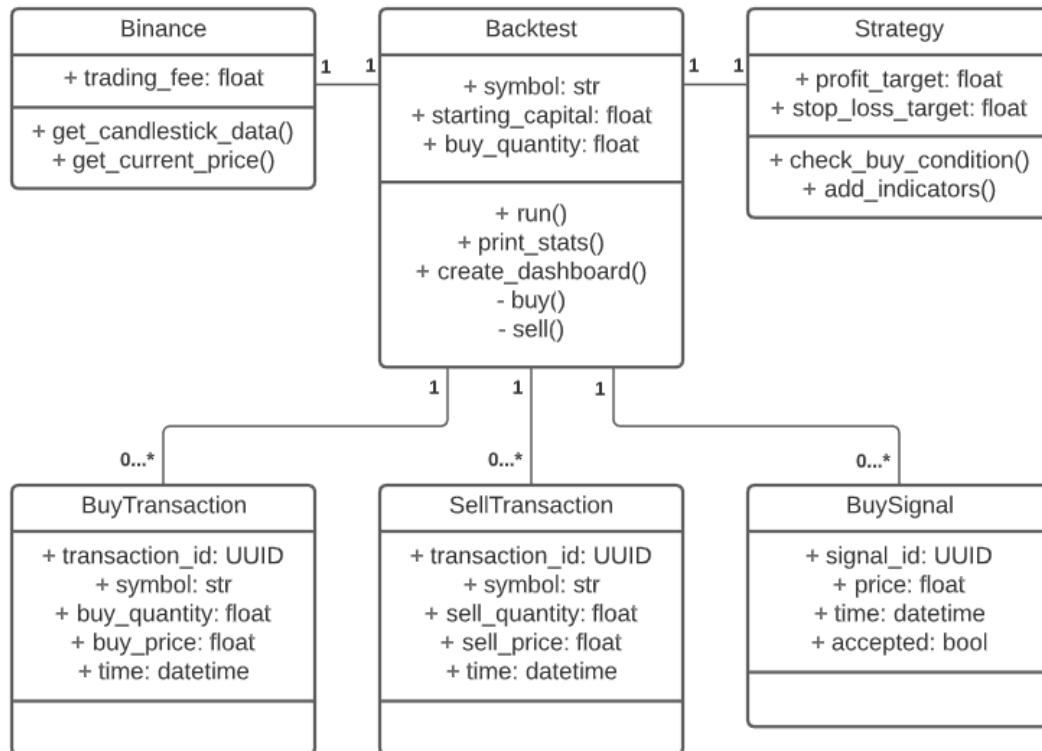 Binance
+ trading_fee: float
+ get_candlestick_data()
+ get_current_price()
1
1
Backtest
+ symbol: str
+ starting_capital: float
+ buy_quantity: float
+ run()
+ print_stats()
+ create_dashboard()
- buy()
- sell()
1
1
Strategy
+ profit_target: float
+ stop_loss_target: float
+ check_buy_condition()
+ add_indicators()
1
1
1
0...*
0...*
0...*
BuyTransaction
+ transaction_id: UUID
+ symbol: str
+ buy_quantity: float
+ buy_price: float
+ time: datetime
SellTransaction
+ transaction_id: UUID
+ symbol: str
+ sell_quantity: float
+ sell_price: float
+ time: datetime
BuySignal
+ signal_id: UUID
+ price: float
+ time: datetime
+ accepted: bool